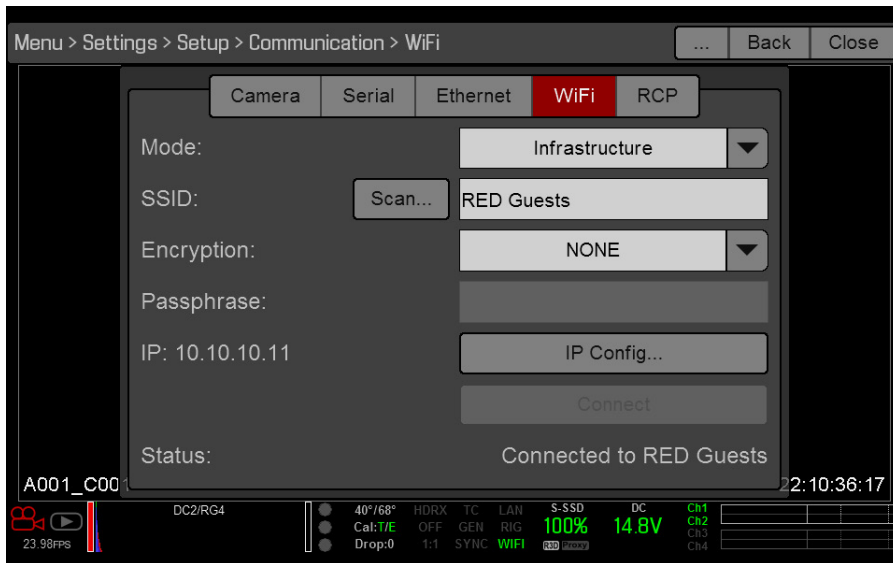 Menu > Settings > Setup > Communication > WiFi ... Back Close
Camera Serial Ethernet WiFi RCP
Mode: Infrastructure
SSID: Scan... RED Guests
Encryption: NONE
Passphrase:
IP: 10.10.10.11 IP Config...
Connect
Status: Connected to RED Guests
A001_C00 22:10:36:17
DC2/RG4 40°/68° HDRX TC LAN S-SSD DC Ch1
Cal:T/E OFF GEN RIG 100% 14.8V Ch2
23.98FPS Drop:0 1:1 SYNC WIFI R3D Proxy Ch3
Ch4